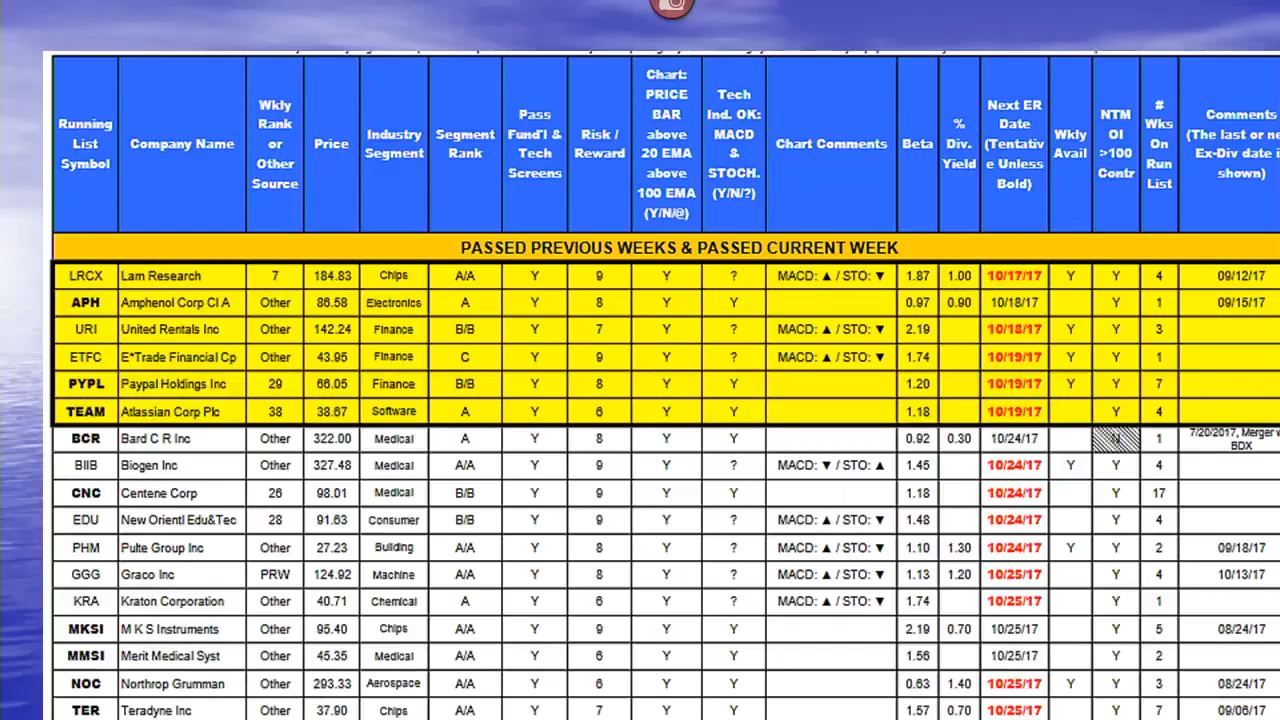 Running List Symbol | Company Name | Wkly Rank or Other Source | Price | Industry Segment | Segment Rank | Pass Fund'l & Tech Screens | Risk / Reward | Chart: PRICE BAR above 20 EMA above 100 EMA (Y/N/@) | Tech Ind. OK: MACD & STOCH. (Y/N/?) | Chart Comments | Beta | % Div. Yield | Next ER Date (Tentative Unless Bold) | Wkly Avail | NTM OI >100 Contr | # Wks On Run List | Comments (The last or ne Ex-Div date i shown)
PASSED PREVIOUS WEEKS & PASSED CURRENT WEEK
LRCX Lam Research 7 184.83 Chips A/A Y 9 Y ? MACD: ▲ / STO: ▼ 1.87 1.00 10/17/17 Y Y 4 09/12/17
APH Amphenol Corp Cl A Other 86.58 Electronics A Y 8 Y Y 0.97 0.90 10/18/17 Y 1 09/15/17
URI United Rentals Inc Other 142.24 Finance B/B Y 7 Y ? MACD: ▲ / STO: ▼ 2.19 10/18/17 Y Y 3
ETFC E*Trade Financial Cp Other 43.95 Finance C Y 9 Y ? MACD: ▲ / STO: ▼ 1.74 10/19/17 Y Y 1
PYPL Paypal Holdings Inc 29 66.05 Finance B/B Y 8 Y Y 1.20 10/19/17 Y Y 7
TEAM Atlassian Corp Plc 38 38.67 Software A Y 6 Y Y 1.18 10/19/17 Y 4
BCR Bard C R Inc Other 322.00 Medical A Y 8 Y Y 0.92 0.30 10/24/17 N 1 7/20/2017, Merger w BDX
BIIB Biogen Inc Other 327.48 Medical A/A Y 9 Y ? MACD: ▼ / STO: ▲ 1.45 10/24/17 Y Y 4
CNC Centene Corp 26 98.01 Medical B/B Y 9 Y Y 1.18 10/24/17 Y 17
EDU New Orientl Edu&Tec 28 91.63 Consumer B/B Y 9 Y ? MACD: ▲ / STO: ▼ 1.48 10/24/17 Y 4
PHM Pulte Group Inc Other 27.23 Building A/A Y 8 Y ? MACD: ▲ / STO: ▼ 1.10 1.30 10/24/17 Y Y 2 09/18/17
GGG Graco Inc PRW 124.92 Machine A/A Y 8 Y ? MACD: ▲ / STO: ▼ 1.13 1.20 10/25/17 Y 4 10/13/17
KRA Kraton Corporation Other 40.71 Chemical A Y 6 Y ? MACD: ▲ / STO: ▼ 1.74 10/25/17 Y 1
MKSI M K S Instruments Other 95.40 Chips A/A Y 9 Y Y 2.19 0.70 10/25/17 Y 5 08/24/17
MMSI Merit Medical Syst Other 45.35 Medical A/A Y 6 Y Y 1.56 10/25/17 Y 2
NOC Northrop Grumman Other 293.33 Aerospace A/A Y 6 Y Y 0.63 1.40 10/25/17 Y Y 3 08/24/17
TER Teradyne Inc Other 37.90 Chips A/A Y 7 Y Y 1.57 0.70 10/25/17 Y 7 09/06/17